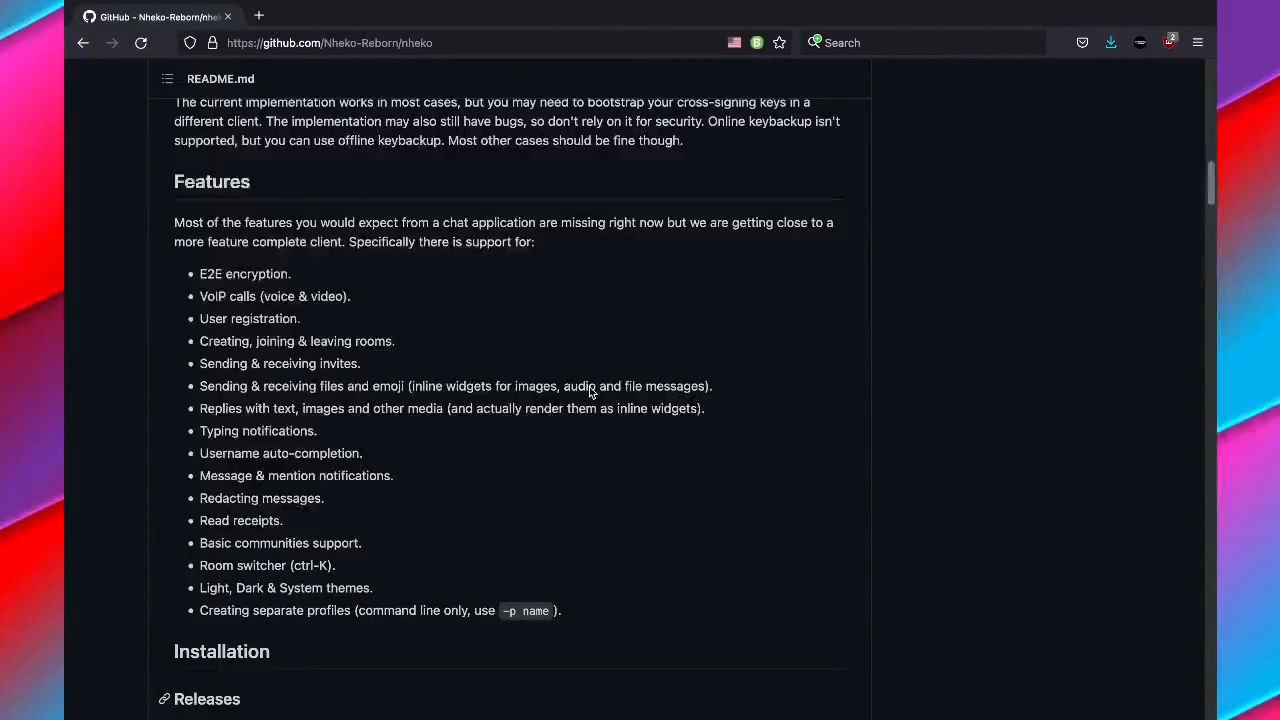 GitHub - Nheko-Reborn/nhek
https://github.com/Nheko-Reborn/nheko
Search
2
README.md
The current implementation works in most cases, but you may need to bootstrap your cross-signing keys in a
different client. The implementation may also still have bugs, so don't rely on it for security. Online keybackup isn't
supported, but you can use offline keybackup. Most other cases should be fine though.
Features
Most of the features you would expect from a chat application are missing right now but we are getting close to a
more feature complete client. Specifically there is support for:
E2E encryption.
VoIP calls (voice & video).
User registration.
Creating, joining & leaving rooms.
Sending & receiving invites.
Sending & receiving files and emoji (inline widgets for images, audio and file messages).
Replies with text, images and other media (and actually render them as inline widgets).
Typing notifications.
Username auto-completion.
Message & mention notifications.
Redacting messages.
Read receipts.
Basic communities support.
Room switcher (ctrl-K).
Light, Dark & System themes.
Creating separate profiles (command line only, use -p name ).
Installation
Releases